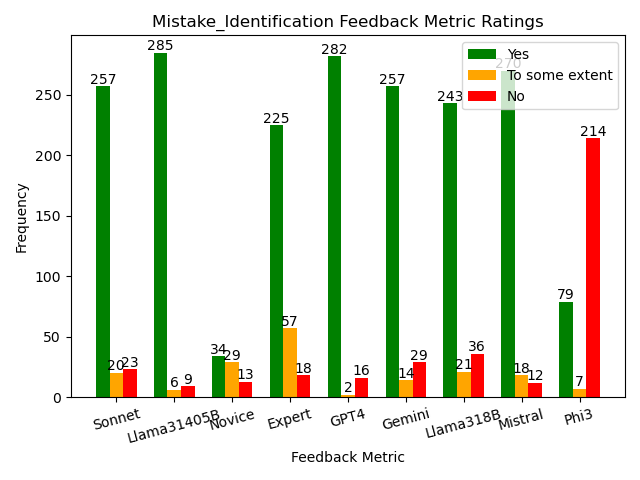 Mistake_Identification Feedback Metric Ratings
Yes
To some extent
No
Frequency
250
200
150
100
50
0
257
20
23
285
6
9
34
29
13
225
57
18
282
2
16
257
14
29
243
21
36
270
18
12
79
7
214
Sonnet
Llama31405B
Novice
Expert
GPT4
Gemini
Llama318B
Mistral
Phi3
Feedback Metric